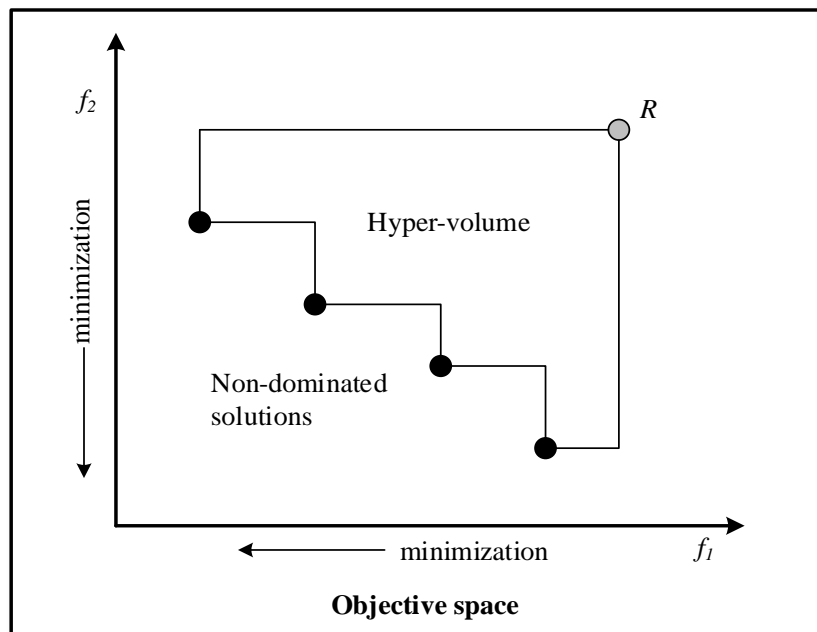 f2
R
Hyper-volume
minimization
Non-dominated
solutions
minimization
f1
Objective space